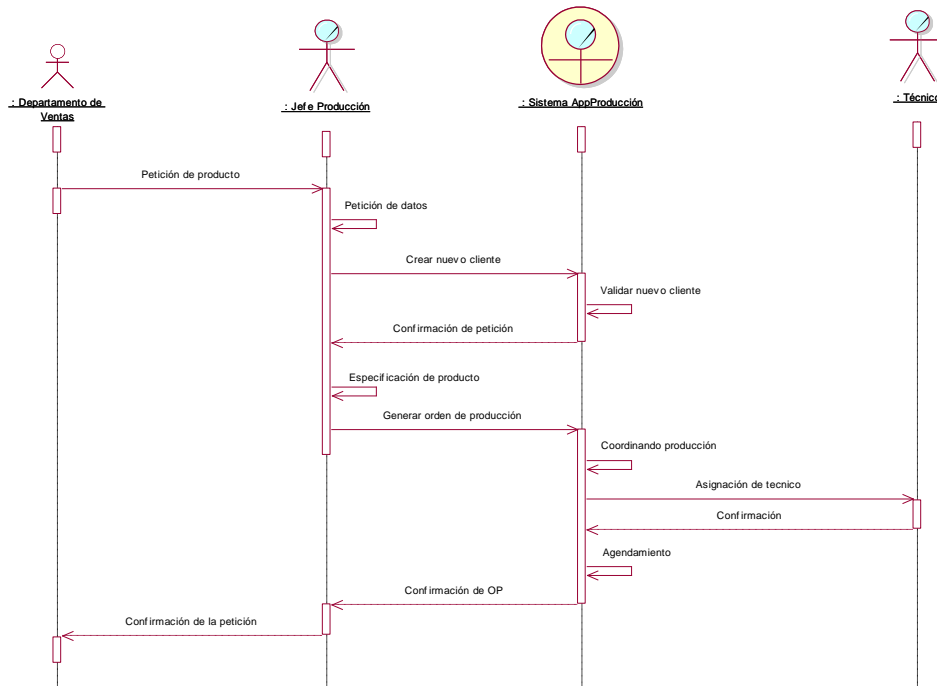 : Departamento de
Ventas
: Jefe Producción
: Sistema AppProducción
: Técnico
Petición de producto
Petición de datos
Crear nuevo cliente
Validar nuevo cliente
Confirmación de petición
Especificación de producto
Generar orden de producción
Coordinando producción
Asignación de tecnico
Confirmación
Agendamiento
Confirmación de OP
Confirmación de la petición